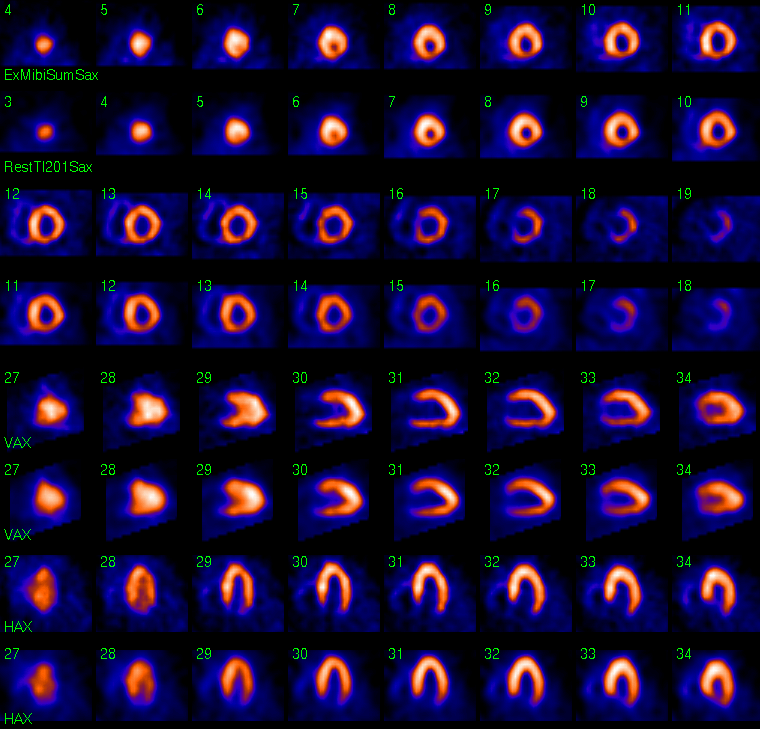 4 5 6 7 8 9 10 11
ExMibiSumSax
3 4 5 6 7 8 9 10
RestTl201Sax
12 13 14 15 16 17 18 19
11 12 13 14 15 16 17 18
27 28 29 30 31 32 33 34
VAX
27 28 29 30 31 32 33 34
VAX
27 28 29 30 31 32 33 34
HAX
27 28 29 30 31 32 33 34
HAX